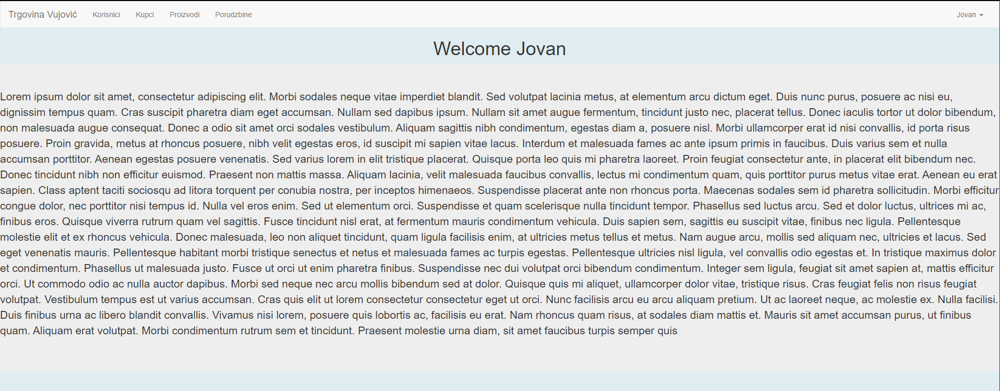 Trgovina Vujović Korisnici Kupci Proizvodi Porudzbine Jovan
Welcome Jovan
Lorem ipsum dolor sit amet, consectetur adipiscing elit. Morbi sodales neque vitae imperdiet blandit. Sed volutpat lacinia metus, at elementum arcu dictum eget. Duis nunc purus, posuere ac nisi eu,
dignissim tempus quam. Cras suscipit pharetra diam eget accumsan. Nullam sed dapibus ipsum. Nullam sit amet augue fermentum, tincidunt justo nec, placerat tellus. Donec iaculis tortor ut dolor bibendum,
non malesuada augue consequat. Donec a odio sit amet orci sodales vestibulum. Aliquam sagittis nibh condimentum, egestas diam a, posuere nisl. Morbi ullamcorper erat id nisi convallis, id porta risus
posuere. Proin gravida, metus at rhoncus posuere, nibh velit egestas eros, id suscipit mi sapien vitae lacus. Interdum et malesuada fames ac ante ipsum primis in faucibus. Duis varius sem et nulla
accumsan porttitor. Aenean egestas posuere venenatis. Sed varius lorem in elit tristique placerat. Quisque porta leo quis mi pharetra laoreet. Proin feugiat consectetur ante, in placerat elit bibendum nec.
Donec tincidunt nibh non efficitur euismod. Praesent non mattis massa. Aliquam lacinia, velit malesuada faucibus convallis, lectus mi condimentum quam, quis porttitor purus metus vitae erat. Aenean eu erat
sapien. Class aptent taciti sociosqu ad litora torquent per conubia nostra, per inceptos himenaeos. Suspendisse placerat ante non rhoncus porta. Maecenas sodales sem id pharetra sollicitudin. Morbi efficitur
congue dolor, nec porttitor nisi tempus id. Nulla vel eros enim. Sed ut elementum orci. Suspendisse et quam scelerisque nulla tincidunt tempor. Phasellus sed luctus arcu. Sed et dolor luctus, ultrices mi ac,
finibus eros. Quisque viverra rutrum quam vel sagittis. Fusce tincidunt nisl erat, at fermentum mauris condimentum vehicula. Duis sapien sem, sagittis eu suscipit vitae, finibus nec ligula. Pellentesque
molestie elit et ex rhoncus vehicula. Donec malesuada, leo non aliquet tincidunt, quam ligula facilisis enim, at ultricies metus tellus et metus. Nam augue arcu, mollis sed aliquam nec, ultricies et lacus. Sed
eget venenatis mauris. Pellentesque habitant morbi tristique senectus et netus et malesuada fames ac turpis egestas. Pellentesque ultricies nisl ligula, vel convallis odio egestas et. In tristique maximus dolor
et condimentum. Phasellus ut malesuada justo. Fusce ut orci ut enim pharetra finibus. Suspendisse nec dui volutpat orci bibendum condimentum. Integer sem ligula, feugiat sit amet sapien at, mattis efficitur
orci. Ut commodo odio ac nulla auctor dapibus. Morbi sed neque nec arcu mollis bibendum sed at dolor. Quisque quis mi aliquet, ullamcorper dolor vitae, tristique risus. Cras feugiat felis non risus feugiat
volutpat. Vestibulum tempus est ut varius accumsan. Cras quis elit ut lorem consectetur consectetur eget ut orci. Nunc facilisis arcu eu arcu aliquam pretium. Ut ac laoreet neque, ac molestie ex. Nulla facilisi.
Duis finibus urna ac libero blandit convallis. Vivamus nisi lorem, posuere quis lobortis ac, facilisis eu erat. Nam rhoncus quam risus, at sodales diam mattis et. Mauris sit amet accumsan purus, ut finibus
quam. Aliquam erat volutpat. Morbi condimentum rutrum sem et tincidunt. Praesent molestie urna diam, sit amet faucibus turpis semper quis